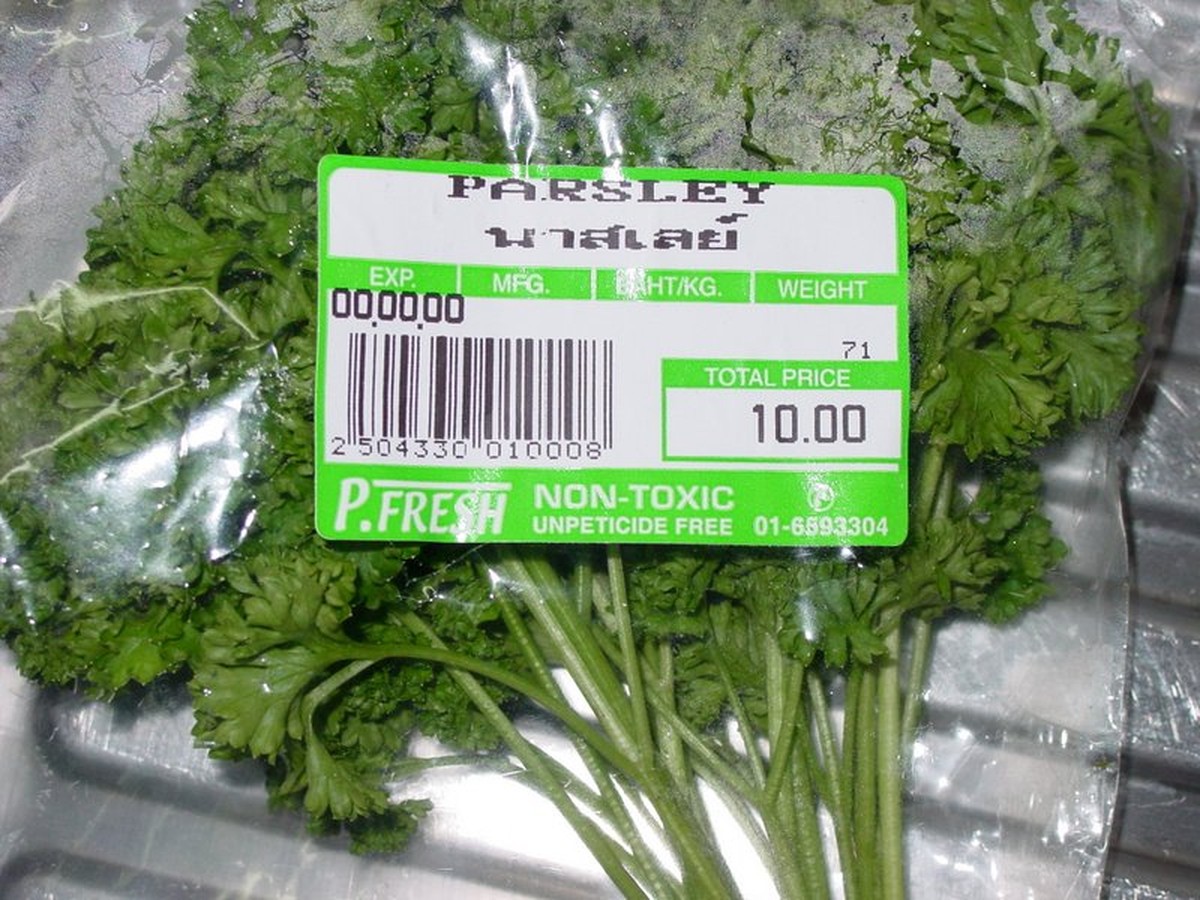 PARSLEY
พาสเลย์
EXP. MFG. BAHT/KG. WEIGHT
00.00.00
71
TOTAL PRICE
10.00
2 504330 010008
P.FRESH NON-TOXIC
UNPETICIDE FREE 01-6593304